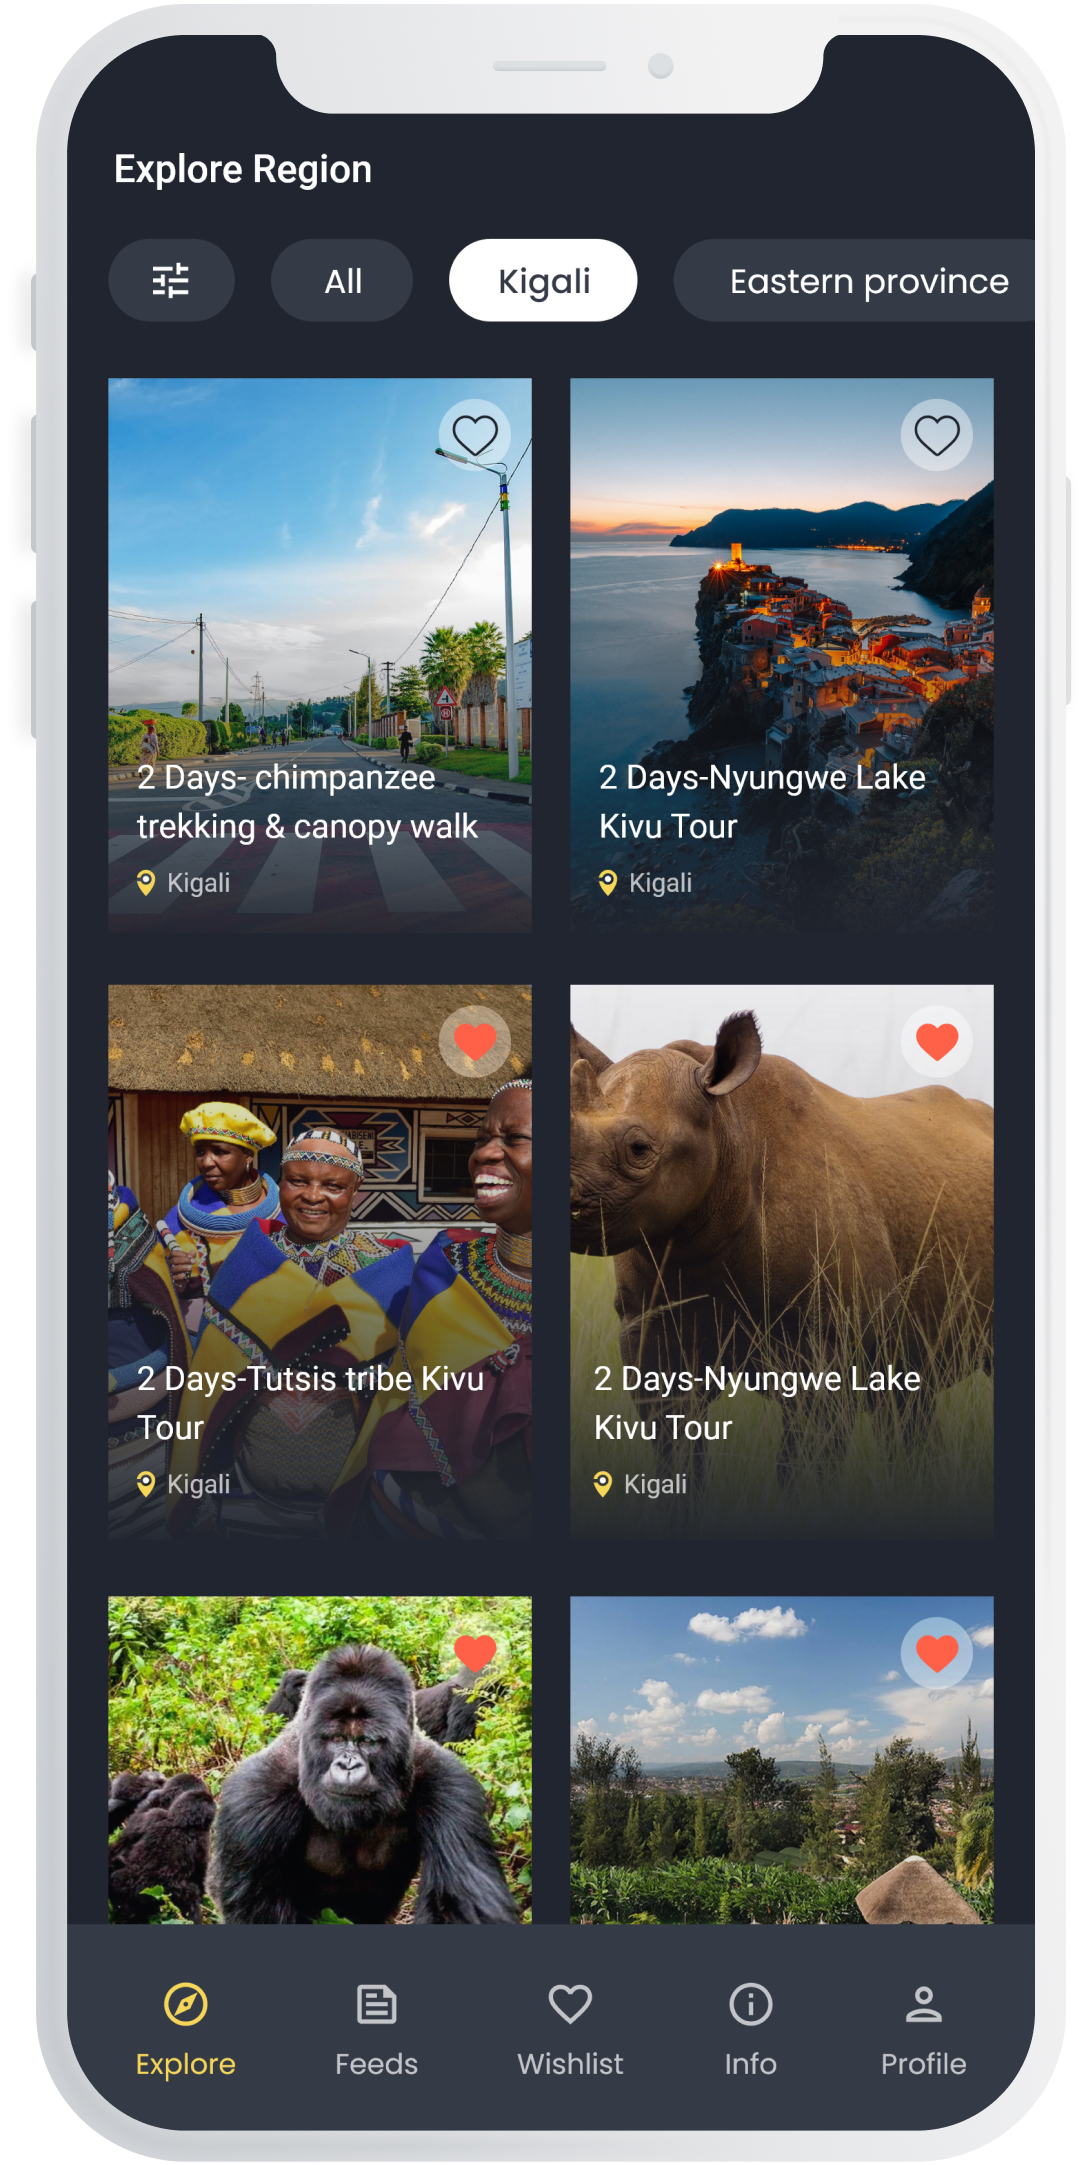 Explore Region
All
Kigali
Eastern province
2 Days- chimpanzee
trekking & canopy walk
Kigali
2 Days-Nyungwe Lake
Kivu Tour
Kigali
2 Days-Tutsis tribe Kivu
Tour
Kigali
2 Days-Nyungwe Lake
Kivu Tour
Kigali
Explore
Feeds
Wishlist
Info
Profile